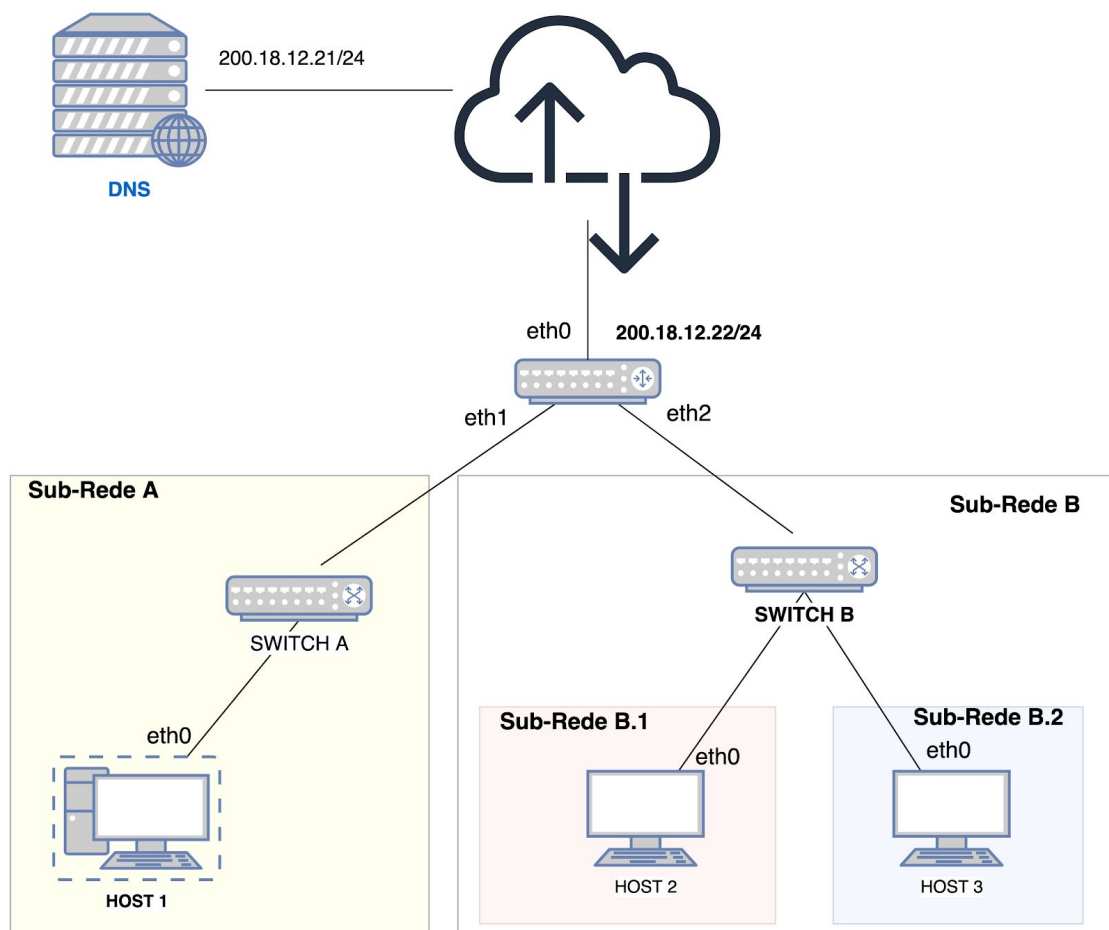 200.18.12.21/24
DNS
eth0
200.18.12.22/24
eth1
eth2
Sub-Rede A
Sub-Rede B
SWITCH A
SWITCH B
Sub-Rede B.1
Sub-Rede B.2
eth0
eth0
eth0
HOST 1
HOST 2
HOST 3